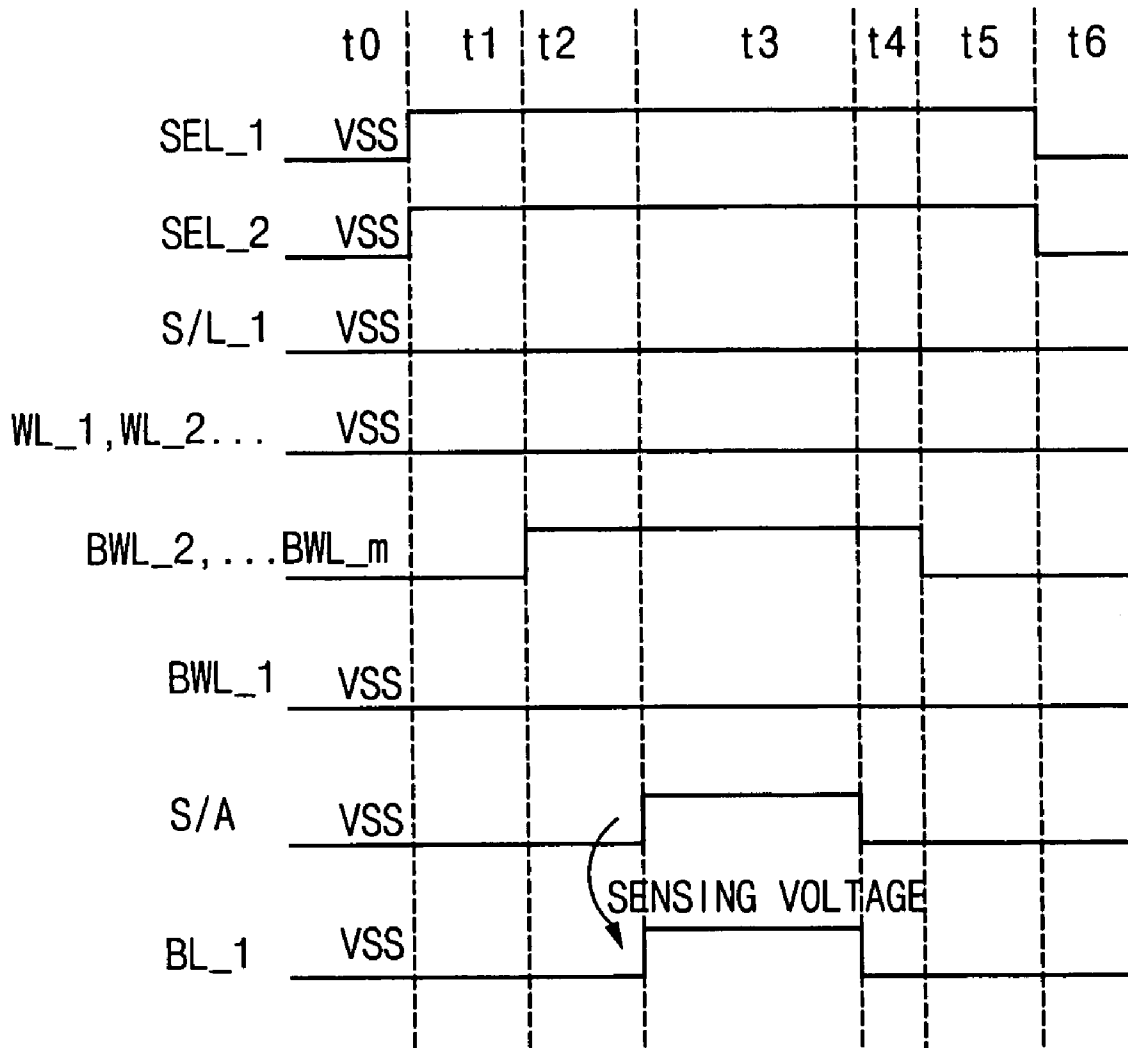 t0 t1 t2 t3 t4 t5 t6
SEL_1 VSS
SEL_2 VSS
S/L_1 VSS
WL_1,WL_2... VSS
BWL_2,...BWL_m
BWL_1 VSS
S/A VSS
SENSING VOLTAGE
BL_1 VSS